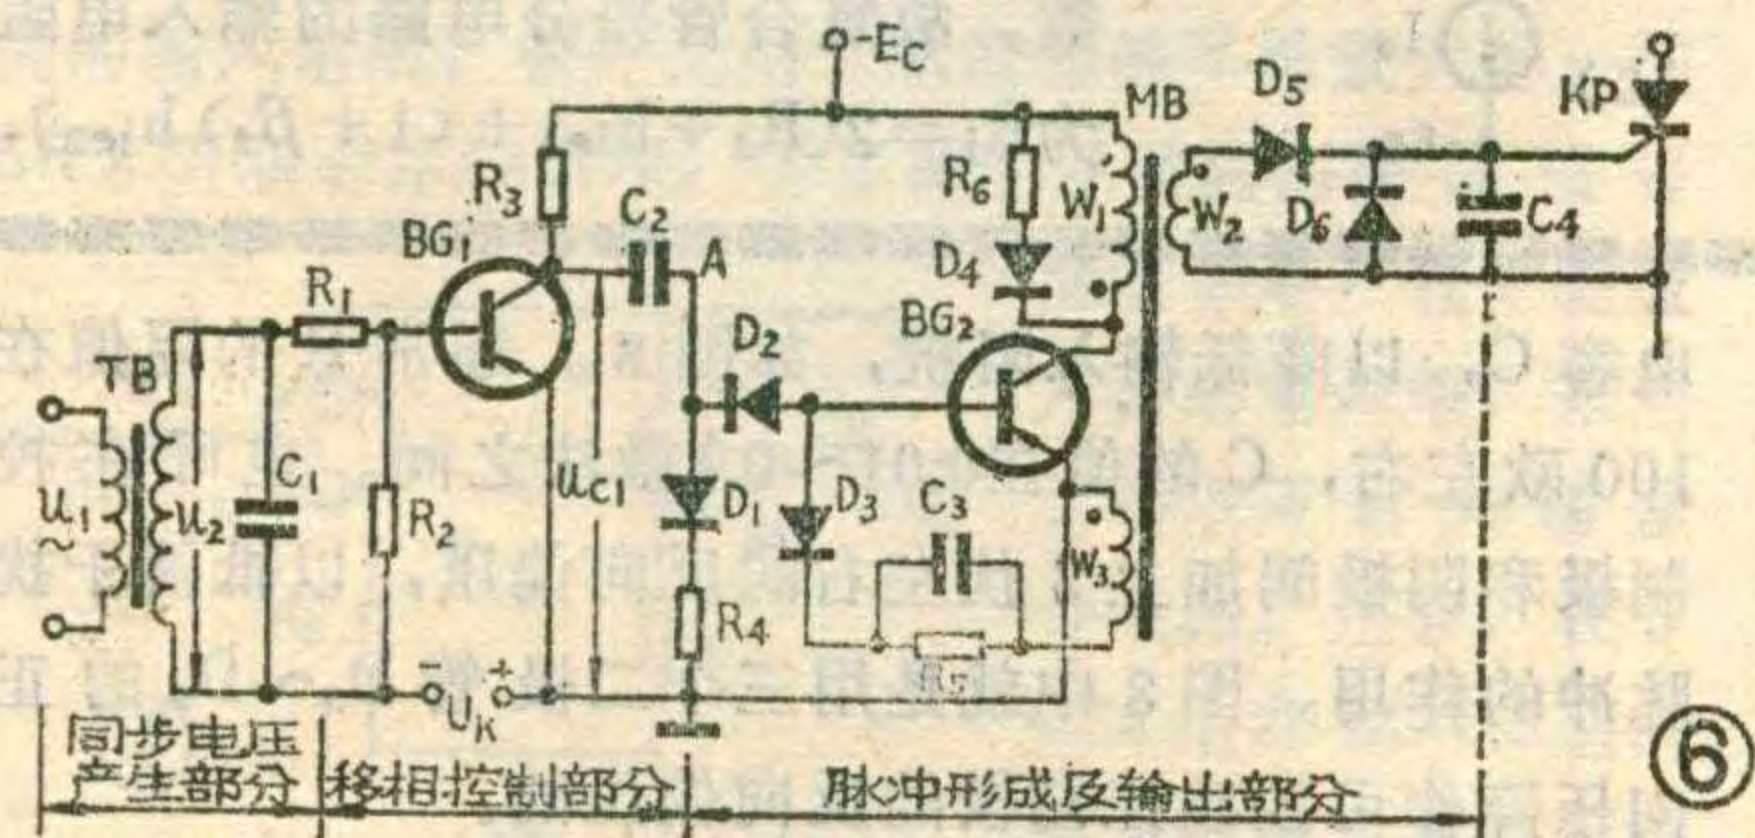 -Ec
MB
D5
KP
R3
C2
A
BG1
R1
R6
W1
W2
D6
C4
D4
BG2
D2
TB
u1
~
u2
C1
R2
uc1
D1
D3
C3
W3
R4
R5
-
+
UK
同步电压
产生部分
移相控制部分
脉冲形成及输出部分
⑥